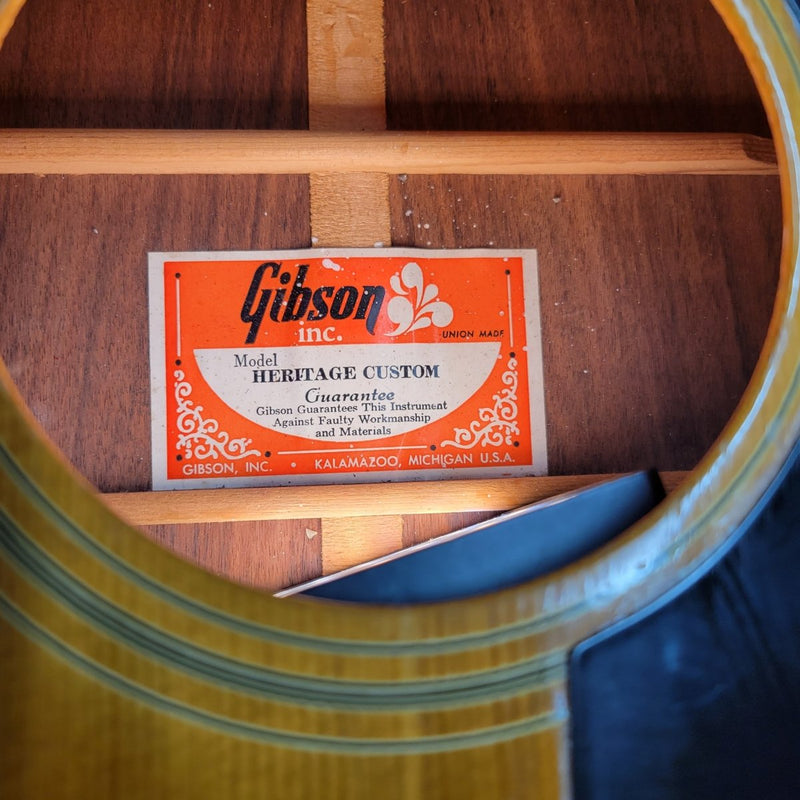 Gibson
inc.
UNION MADE
Model
HERITAGE CUSTOM
Guarantee
Gibson Guarantees This Instrument
Against Faulty Workmanship
and Materials
GIBSON, INC. KALAMAZOO, MICHIGAN U.S.A.